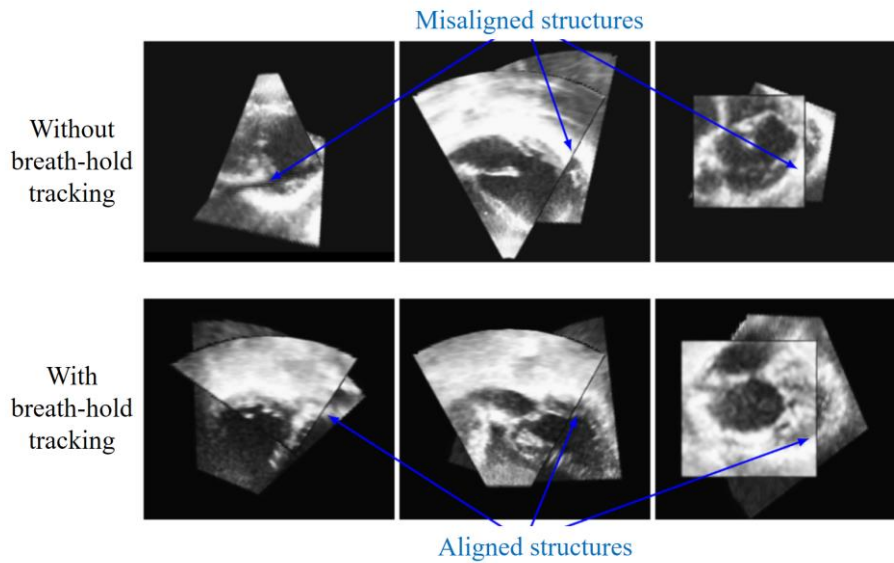 Misaligned structures
Without
breath-hold
tracking
With
breath-hold
tracking
Aligned structures